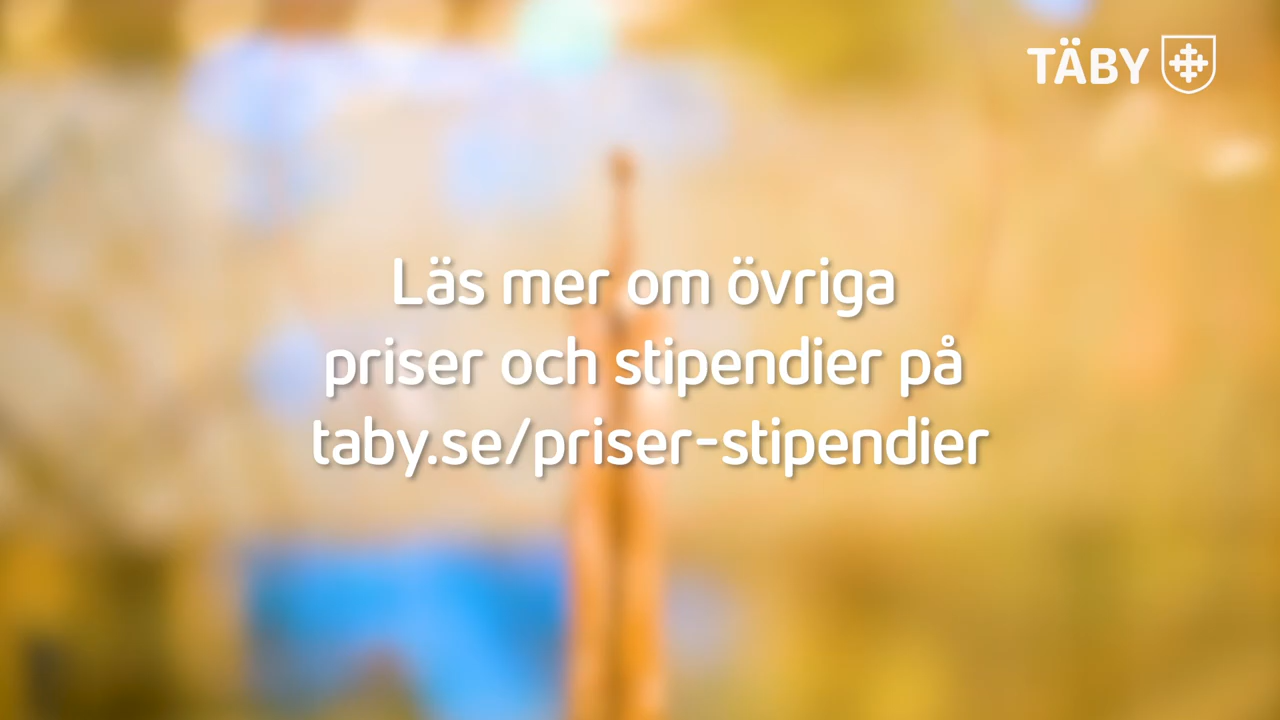 TÄBY
Läs mer om övriga
priser och stipendier på
taby.se/priser-stipendier